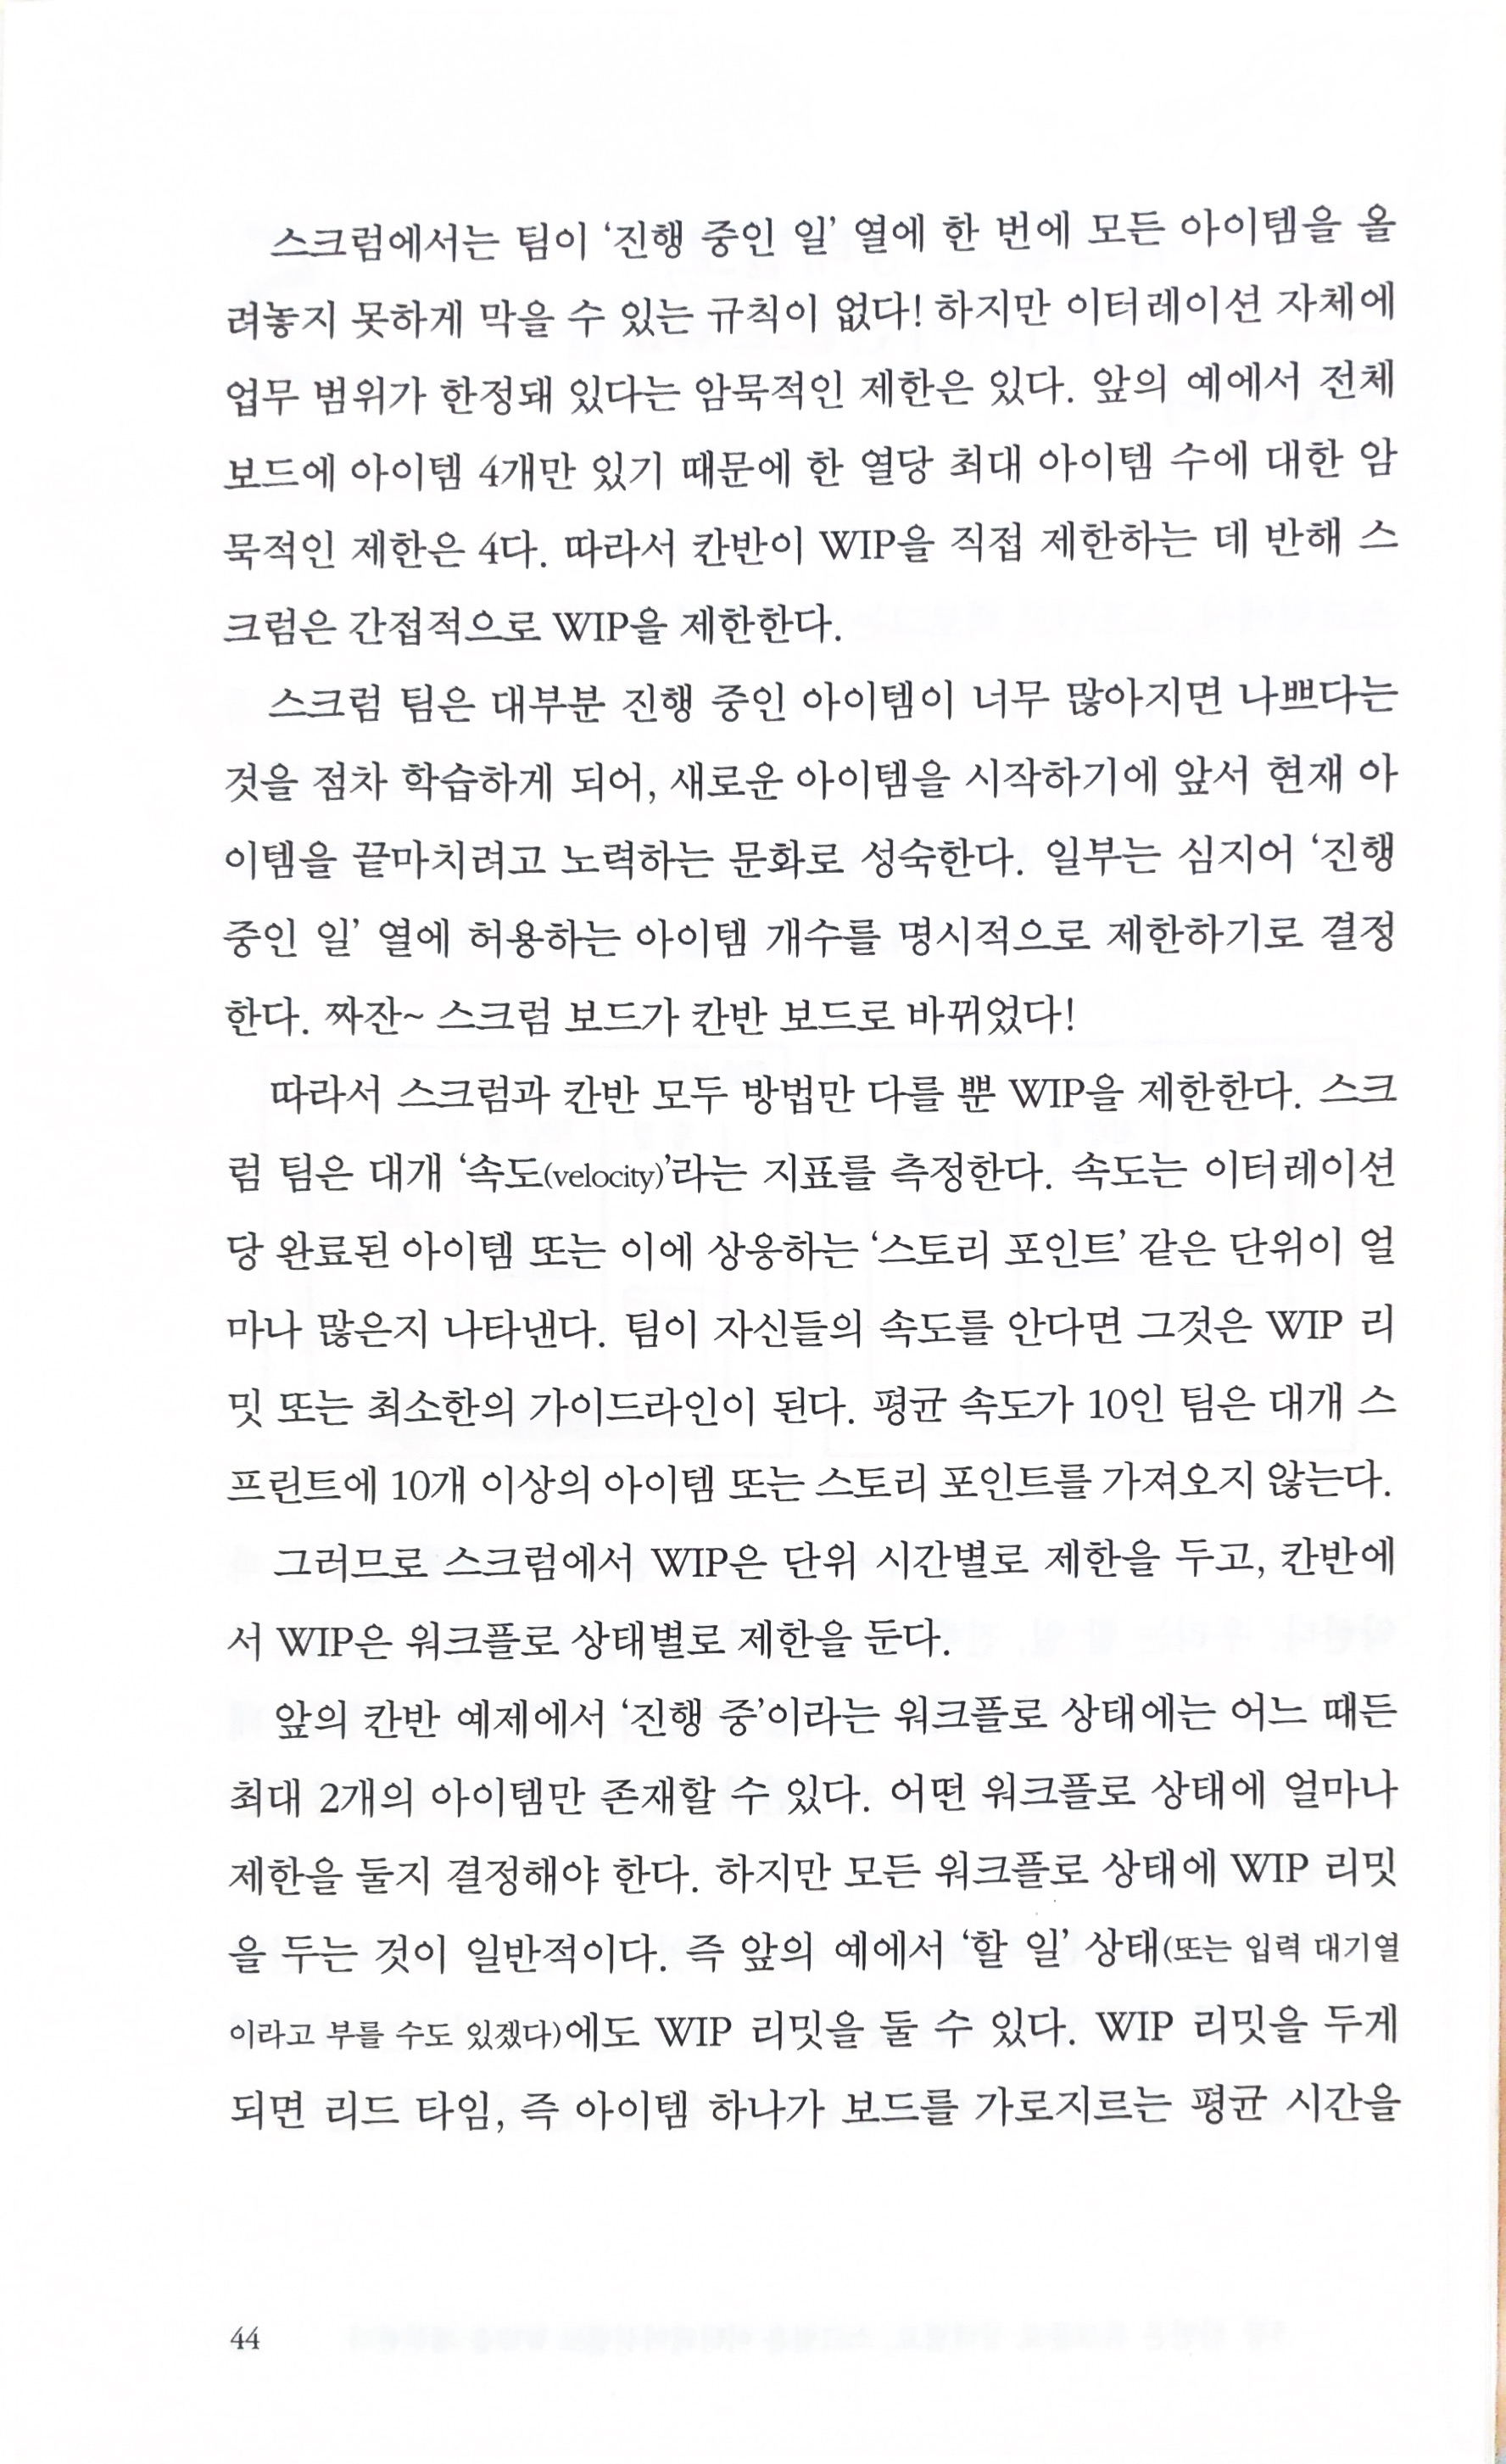 스크럼에서는 팀이 ‘진행 중인 일’ 열에 한 번에 모든 아이템을 올
려놓지 못하게 막을 수 있는 규칙이 없다! 하지만 이터레이션 자체에
업무 범위가 한정돼 있다는 암묵적인 제한은 있다. 앞의 예에서 전체
보드에 아이템 4개만 있기 때문에 한 열당 최대 아이템 수에 대한 암
묵적인 제한은 4다. 따라서 칸반이 WIP을 직접 제한하는 데 반해 스
크럼은 간접적으로 WIP을 제한한다.
스크럼 팀은 대부분 진행 중인 아이템이 너무 많아지면 나쁘다는
것을 점차 학습하게 되어, 새로운 아이템을 시작하기에 앞서 현재 아
이템을 끝마치려고 노력하는 문화로 성숙한다. 일부는 심지어 ‘진행
중인 일’ 열에 허용하는 아이템 개수를 명시적으로 제한하기로 결정
한다. 짜잔~ 스크럼 보드가 칸반 보드로 바뀌었다!
따라서 스크럼과 칸반 모두 방법만 다를 뿐 WIP을 제한한다. 스크
럼 팀은 대개 ‘속도(velocity)’라는 지표를 측정한다. 속도는 이터레이션
당 완료된 아이템 또는 이에 상응하는 ‘스토리 포인트’ 같은 단위이 얼
마나 많은지 나타낸다. 팀이 자신들의 속도를 안다면 그것은 WIP 리
밋 또는 최소한의 가이드라인이 된다. 평균 속도가 10인 팀은 대개 스
프린트에 10개 이상의 아이템 또는 스토리 포인트를 가져오지 않는다.
그러므로 스크럼에서 WIP은 단위 시간별로 제한을 두고, 칸반에
서 WIP은 워크플로 상태별로 제한을 둔다.
앞의 칸반 예제에서 ‘진행 중’이라는 워크플로 상태에는 어느 때든
최대 2개의 아이템만 존재할 수 있다. 어떤 워크플로 상태에 얼마나
제한을 둘지 결정해야 한다. 하지만 모든 워크플로 상태에 WIP 리밋
을 두는 것이 일반적이다. 즉 앞의 예에서 ‘할 일’ 상태(또는 입력 대기열
이라고 부를 수도 있겠다)에도 WIP 리밋을 둘 수 있다. WIP 리밋을 두게
되면 리드 타임, 즉 아이템 하나가 보드를 가로지르는 평균 시간을
44